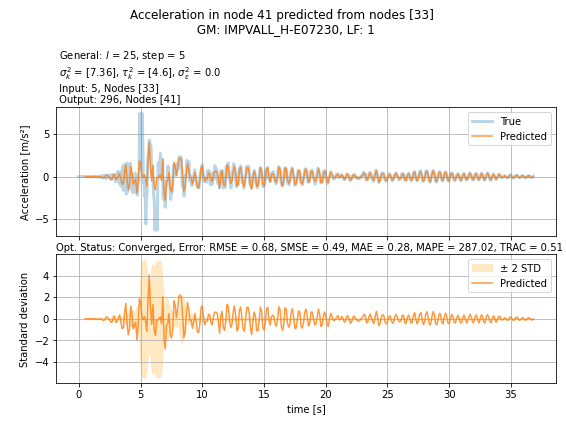 Acceleration in node 41 predicted from nodes [33]
GM: IMPVALL_H-E07230, LF: 1
General: l = 25, step = 5
σ²ₖ = [7.36], τ²ₖ = [4.6], σ²ε = 0.0
Input: 5, Nodes [33]
Output: 296, Nodes [41]
Acceleration [m/s²]
5
0
−5
True
Predicted
Opt. Status: Converged, Error: RMSE = 0.68, SMSE = 0.49, MAE = 0.28, MAPE = 287.02, TRAC = 0.51
Standard deviation
4
2
0
−2
−4
± 2 STD
Predicted
0 5 10 15 20 25 30 35
time [s]